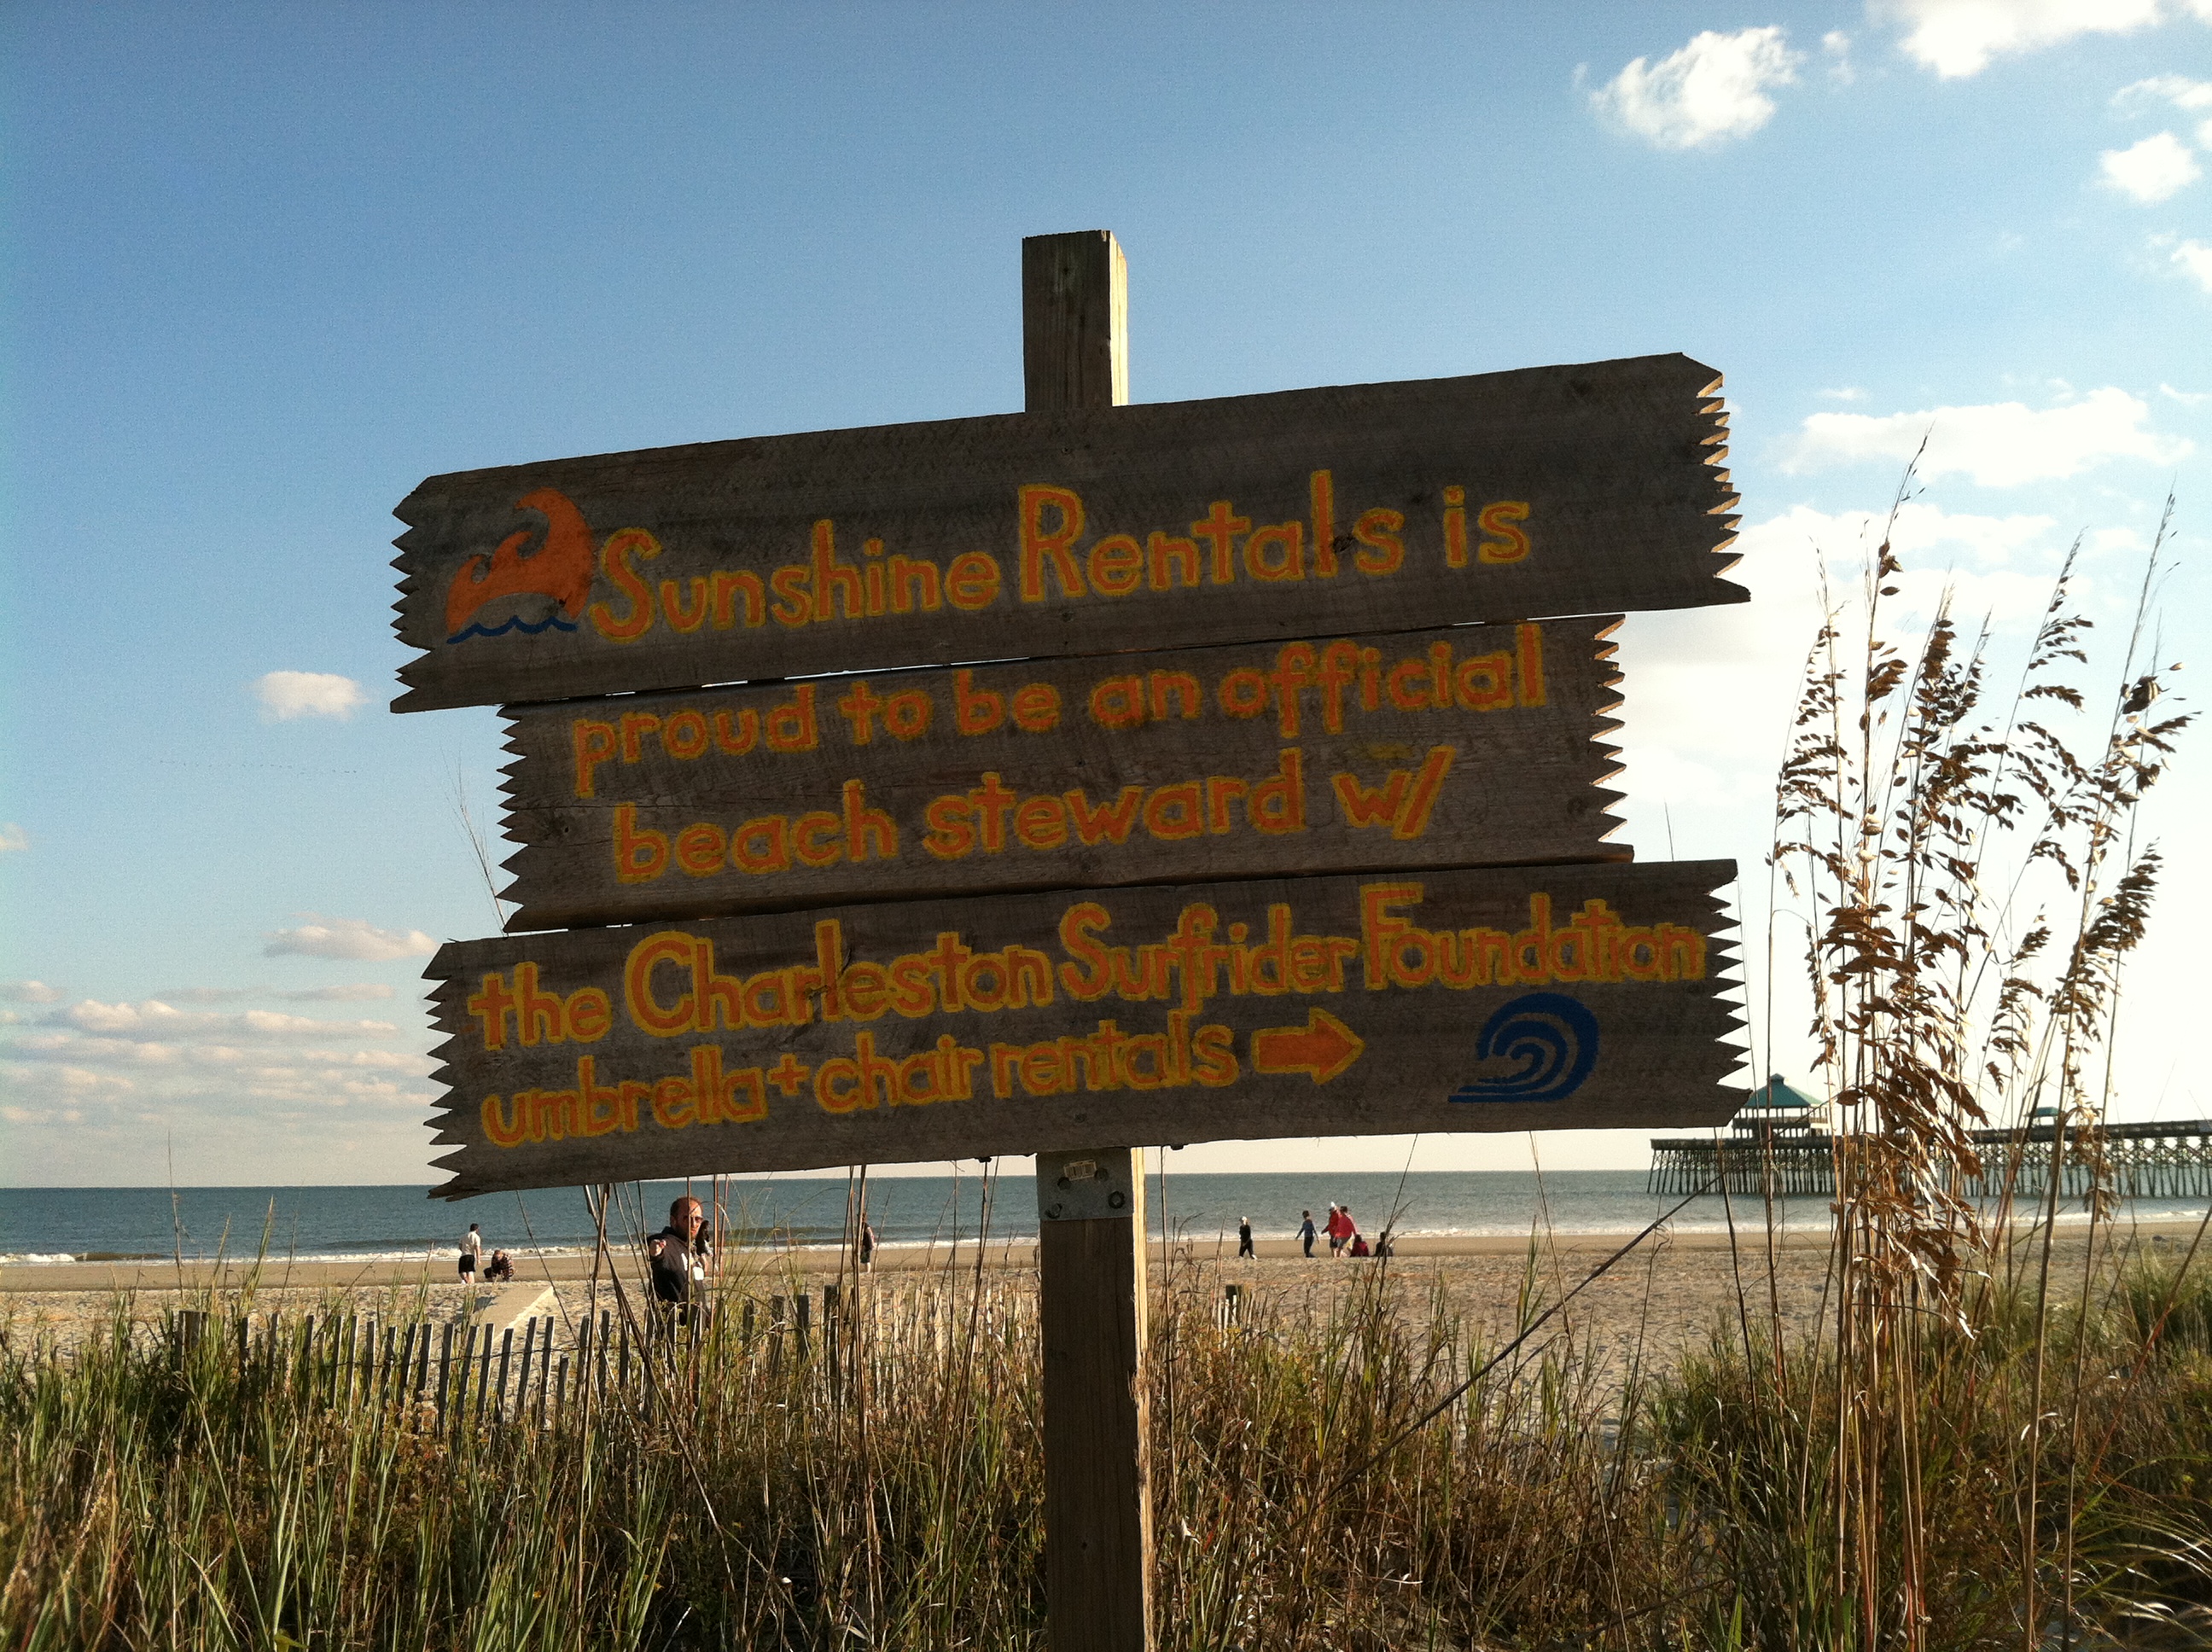 Sunshine Rentals is
proud to be an official
beach steward w/
the Charleston Surfrider Foundation
umbrella + chair rentals